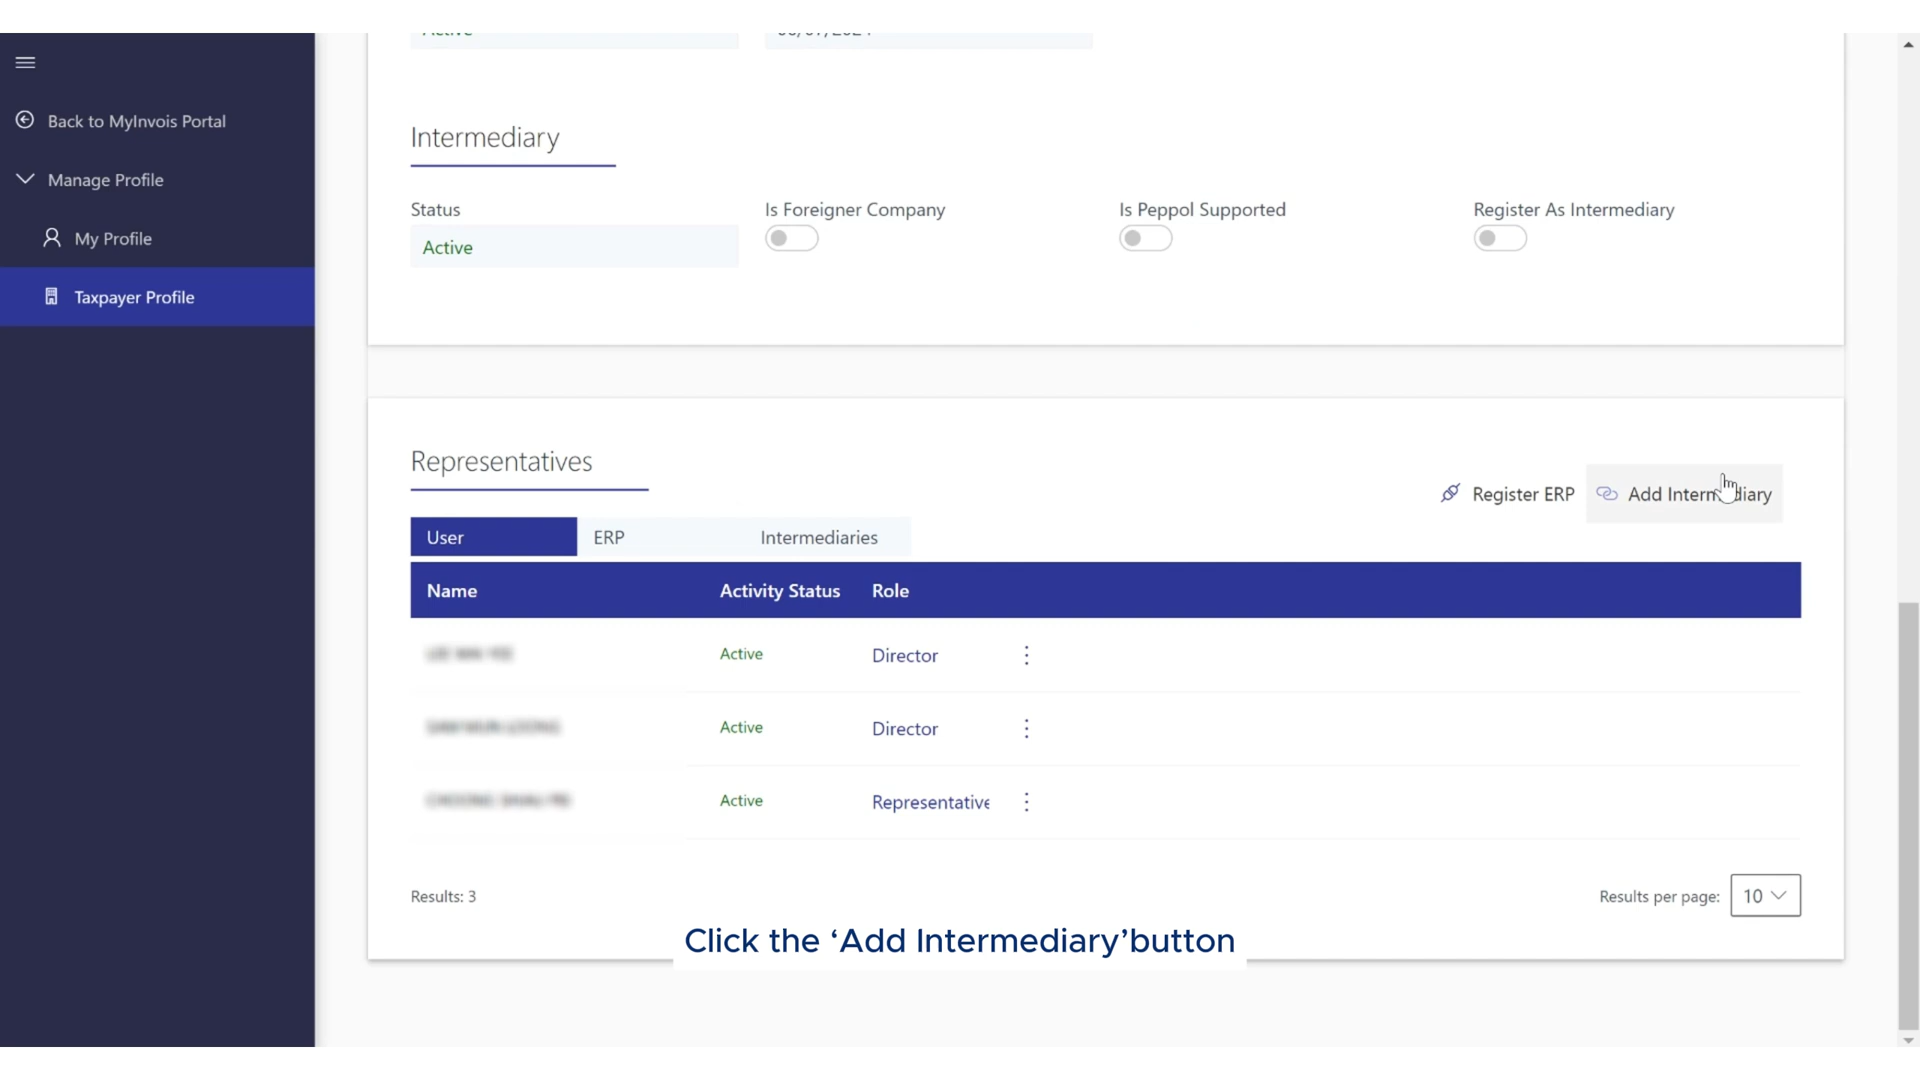 Back to MyInvois Portal
Manage Profile
My Profile
Taxpayer Profile
Intermediary
Status
Is Foreigner Company
Is Peppol Supported
Register As Intermediary
Active
Representatives
Register ERP
Add Intermediary
User ERP Intermediaries
Name Activity Status Role
Active Director
Active Director
Active Representative
Results: 3
Results per page: 10
Click the ‘Add Intermediary’button